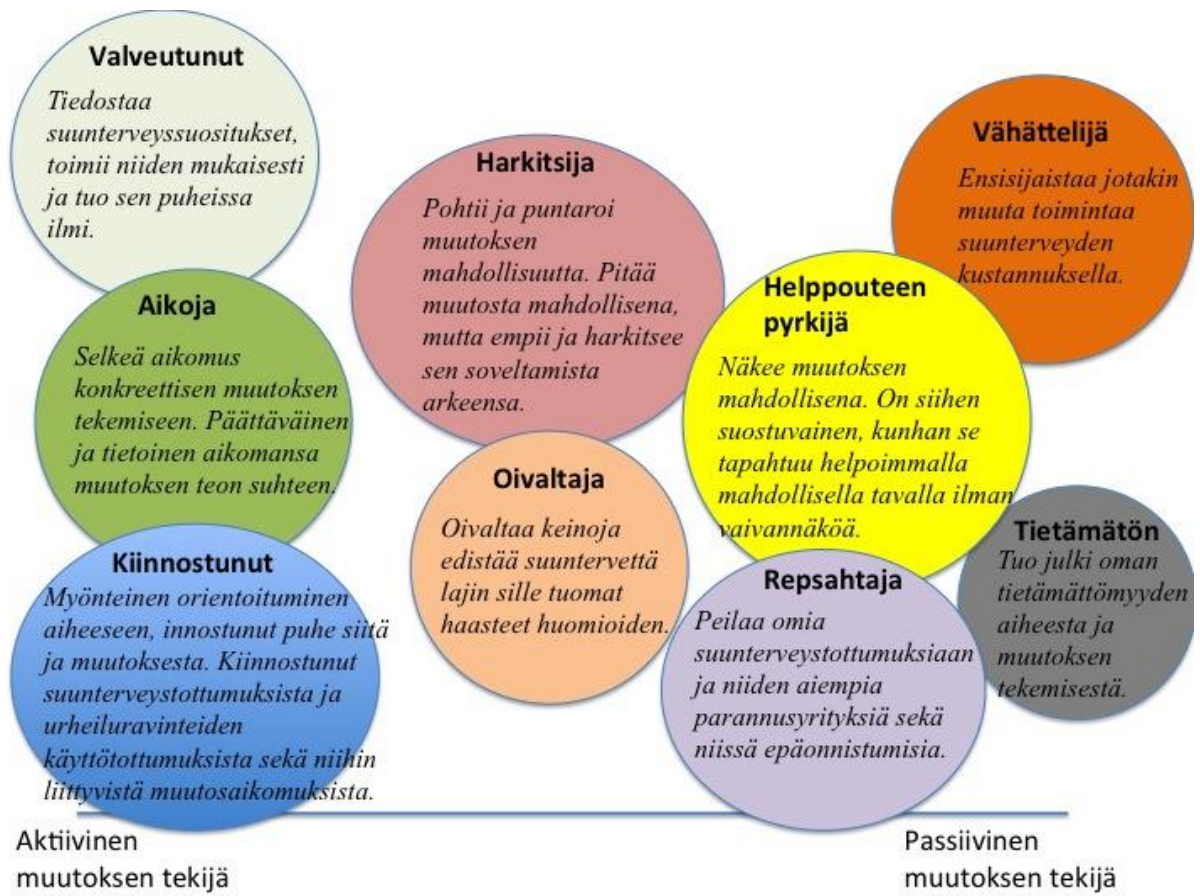 Valveutunut
Tiedostaa
suunterveyssuositukset,
toimii niiden mukaisesti
ja tuo sen puheissa
ilmi.
Aikoja
Selkeä aikomus
konkreettisen muutoksen
tekemiseen. Päättäväinen
ja tietoinen aikomansa
muutoksen teon suhteen.
Kiinnostunut
Myönteinen orientoituminen
aiheeseen, innostunut puhe siitä
ja muutoksesta. Kiinnostunut
suunterveystottumuksista ja
urheiluravinteiden
käyttötottumuksista sekä niihin
liittyvistä muutosaikomuksista.
Harkitsija
Pohtii ja puntaroi
muutoksen
mahdollisuutta. Pitää
muutosta mahdollisena,
mutta empii ja harkitsee
sen soveltamista
arkeensa.
Oivaltaja
Oivaltaa keinoja
edistää suuntervettä
lajin sille tuomat
haasteet huomioiden.
Vähättelijä
Ensisijaistaa jotakin
muuta toimintaa
suunterveyden
kustannuksella.
Helppouteen
pyrkijä
Näkee muutoksen
mahdollisena. On siihen
suostuvainen, kunhan se
tapahtuu helpoimmalla
mahdollisella tavalla ilman
vaivannäköä.
Tietämätön
Tuo julki oman
tietämättömyyden
aiheesta ja
muutoksen
tekemisestä.
Repsahtaja
Peilaa omia
suunterveystottumuksiaan
ja niiden aiempia
parannusyrityksiä sekä
niissä epäonnistumisia.
Aktiivinen
muutoksen tekijä
Passiivinen
muutoksen tekijä